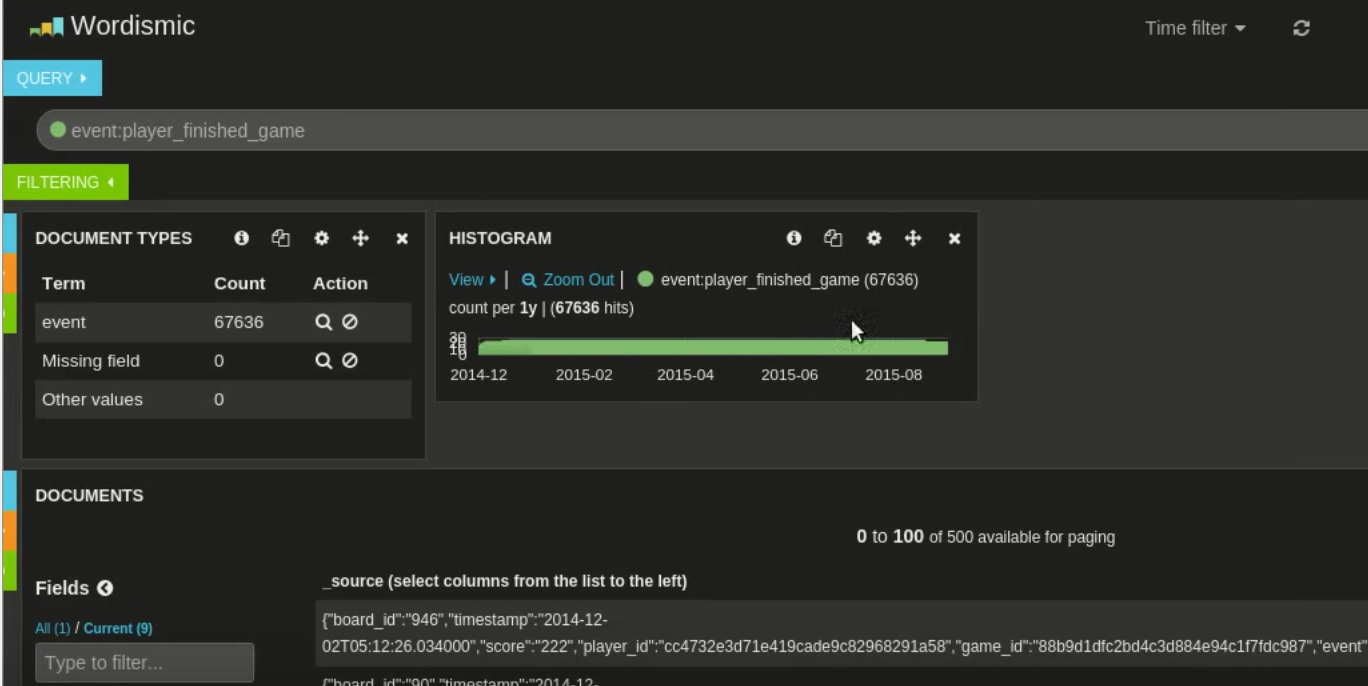 Wordismic
Time filter
QUERY
event:player_finished_game
FILTERING
DOCUMENT TYPES
Term Count Action
event 67636
Missing field 0
Other values 0
HISTOGRAM
View | Zoom Out | event:player_finished_game (67636)
count per 1y | (67636 hits)
30
10
0
2014-12 2015-02 2015-04 2015-06 2015-08
DOCUMENTS
0 to 100 of 500 available for paging
Fields
All (1) / Current (9)
Type to filter...
_source (select columns from the list to the left)
{"board_id":"946","timestamp":"2014-12-
02T05:12:26.034000","score":"222","player_id":"cc4732e3d71e419cade9c82968291a58","game_id":"88b9d1dfc2bd4c3d884e94c1f7fdc987","event"
{"board_id":"90","timestamp":"2014-12-